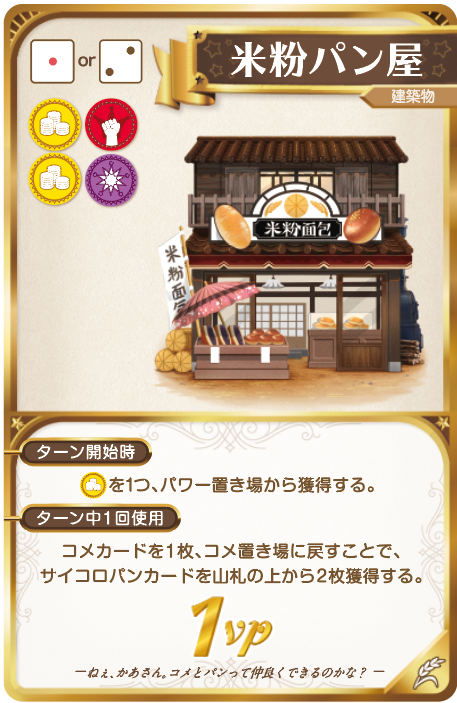 or
米粉パン屋
建築物
米粉面包
米粉面包
ターン開始時
を1つ、パワー置き場から獲得する。
ターン中1回使用
コメカードを1枚、コメ置き場に戻すことで、
サイコロパンカードを山札の上から2枚獲得する。
1vp
―ねぇ、かあさん。コメとパンって仲良くできるのかな？―